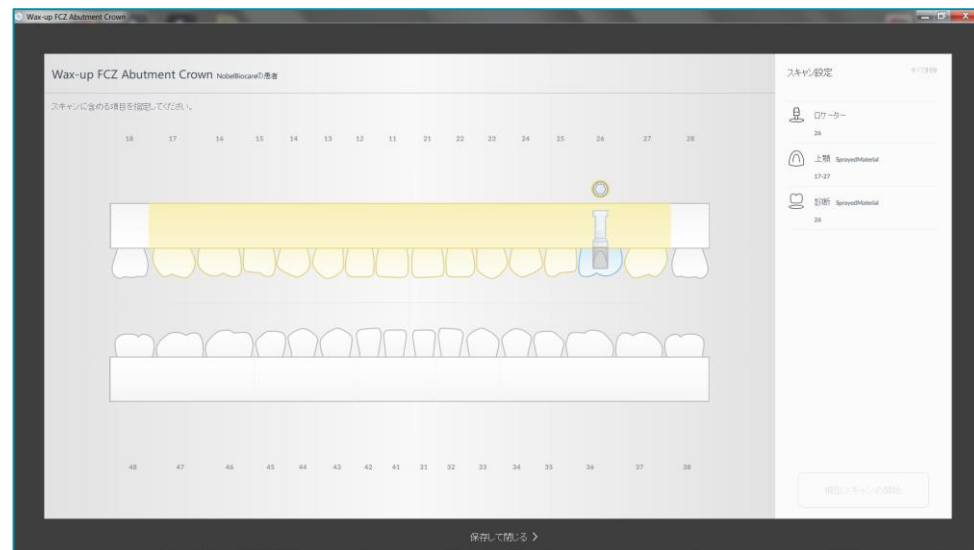 Wax-up FCZ Abutment Crown
Wax-up FCZ Abutment Crown NobelBiocareの患者
スキャンに含める項目を指定してください。
18 17 16 15 14 13 12 11 21 22 23 24 25 26 27 28
48 47 46 45 44 43 42 41 31 32 33 34 35 36 37 38
スキャン設定
ロケーター
26
上顎 SprayedMaterial
17-27
診断 SprayedMaterial
26
保存して閉じる